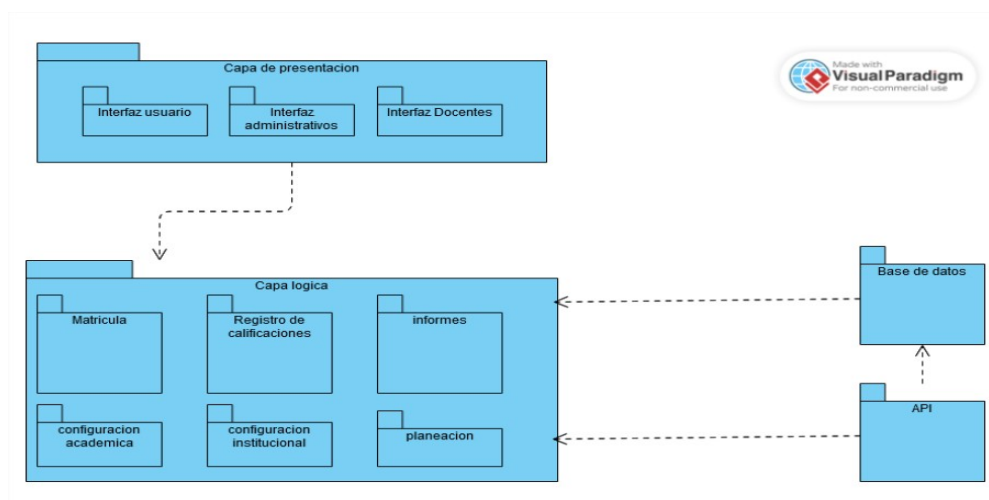 Capa de presentacion
Interfaz usuario
Interfaz
administrativos
Interfaz Docentes
Made with
Visual Paradigm
For non-commercial use
Capa logica
Matricula
Registro de
calificaciones
informes
configuracion
academica
configuracion
institucional
planeacion
Base de datos
API